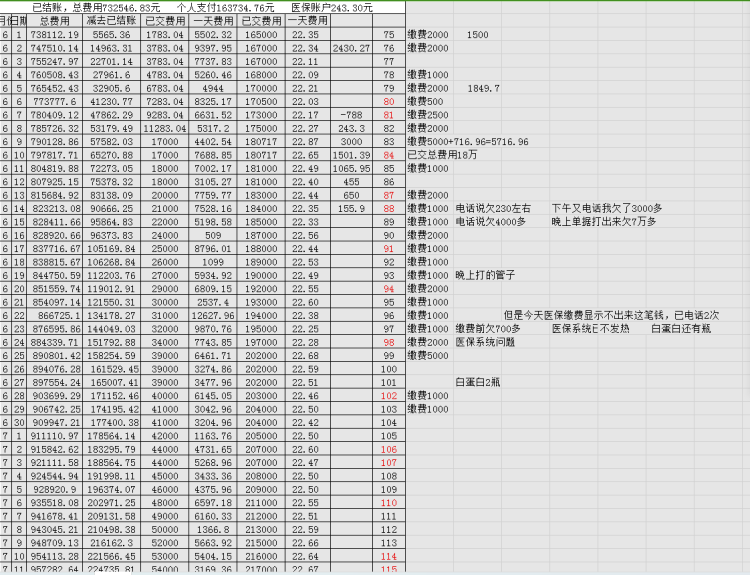 已结账，总费用732546.83元 个人支付163734.76元 医保账户243.30元
月份 日期 总费用 减去已结账 已交费用 一天费用 已交费用 一天费用
6 1 738112.19 5565.36 1783.04 5502.32 165000 22.35 75 缴费2000 1500
6 2 747510.14 14963.31 3783.04 9397.95 167000 22.34 2430.27 76 缴费2000
6 3 755247.97 22701.14 3783.04 7737.83 167000 22.11 77
6 4 760508.43 27961.6 4783.04 5260.46 168000 22.09 78 缴费1000
6 5 765452.43 32905.6 6783.04 4944 170000 22.21 79 缴费2000 1849.7
6 6 773777.6 41230.77 7283.04 8325.17 170500 22.03 80 缴费500
6 7 780409.12 47862.29 9283.04 6631.52 173000 22.17 -788 81 缴费2500
6 8 785726.32 53179.49 11283.04 5317.2 175000 22.27 243.3 82 缴费2000
6 9 790128.86 57582.03 17000 4402.54 180717 22.87 3000 83 缴费5000+716.96=5716.96
6 10 797817.71 65270.88 17000 7688.85 180717 22.65 1501.39 84 已交总费用18万
6 11 804819.88 72273.05 18000 7002.17 181000 22.49 1065.95 85 缴费1000
6 12 807925.15 75378.32 18000 3105.27 181000 22.40 455 86
6 13 815684.92 83138.09 20000 7759.77 183000 22.44 650 87 缴费2000
6 14 823213.08 90666.25 21000 7528.16 184000 22.35 155.9 88 缴费1000 电话说欠230左右 下午又电话我欠了3000多
6 15 828411.66 95864.83 22000 5198.58 185000 22.33 89 缴费1000 电话说欠4000多 晚上单据打出来欠7万多
6 16 828920.66 96373.83 24000 509 187000 22.56 90 缴费2000
6 17 836716.67 105169.84 25000 8796.01 188000 22.44 91 缴费1000
6 18 838815.67 106268.84 26000 1099 189000 22.53 92 缴费1000
6 19 844750.59 112203.76 27000 5934.92 190000 22.49 93 缴费1000 晚上打的管子
6 20 851559.74 119012.91 29000 6809.15 192000 22.55 94 缴费2000
6 21 854097.14 121550.31 30000 2537.4 193000 22.60 95 缴费1000
6 22 866725.1 134178.27 31000 12627.96 194000 22.38 96 缴费1000 但是今天医保缴费显示不出来这笔钱，已电话2次
6 23 876595.86 144049.03 32000 9870.76 195000 22.25 97 缴费1000 缴费前欠700多 医保系统已不发热 白蛋白还有瓶
6 24 884339.71 151792.88 34000 7743.85 197000 22.28 98 缴费2000 医保系统问题
6 25 890801.42 158254.59 39000 6461.71 202000 22.68 99 缴费5000
6 26 894076.28 161529.45 39000 3274.86 202000 22.59 100
6 27 897554.24 165007.41 39000 3477.96 202000 22.51 101 白蛋白2瓶
6 28 903699.29 171152.46 40000 6145.05 203000 22.46 102 缴费1000
6 29 906742.25 174195.42 41000 3042.96 204000 22.50 103 缴费1000
6 30 909947.21 177400.38 41000 3204.96 204000 22.42 104
7 1 911110.97 178564.14 42000 1163.76 205000 22.50 105
7 2 915842.62 183295.79 44000 4731.65 207000 22.60 106
7 3 921111.58 188564.75 44000 5268.96 207000 22.47 107
7 4 924544.94 191998.11 45000 3433.36 208000 22.50 108
7 5 928920.9 196374.07 46000 4375.96 209000 22.50 109
7 6 935518.08 202971.25 48000 6597.18 211000 22.55 110
7 7 941678.41 209131.58 49000 6160.33 212000 22.51 111
7 8 943045.21 210498.38 50000 1366.8 213000 22.59 112
7 9 948709.13 216162.3 52000 5663.92 215000 22.66 113
7 10 954113.28 221566.45 53000 5404.15 216000 22.64 114
7 11 957282.64 224735.81 54000 3169.36 217000 22.67 115